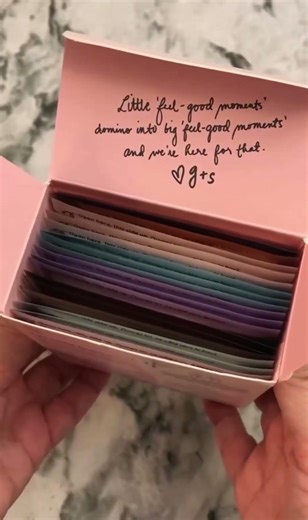 Little 'feel-good moments'
domino into big 'feel-good moments'
and we're here for that.
♡ g+s